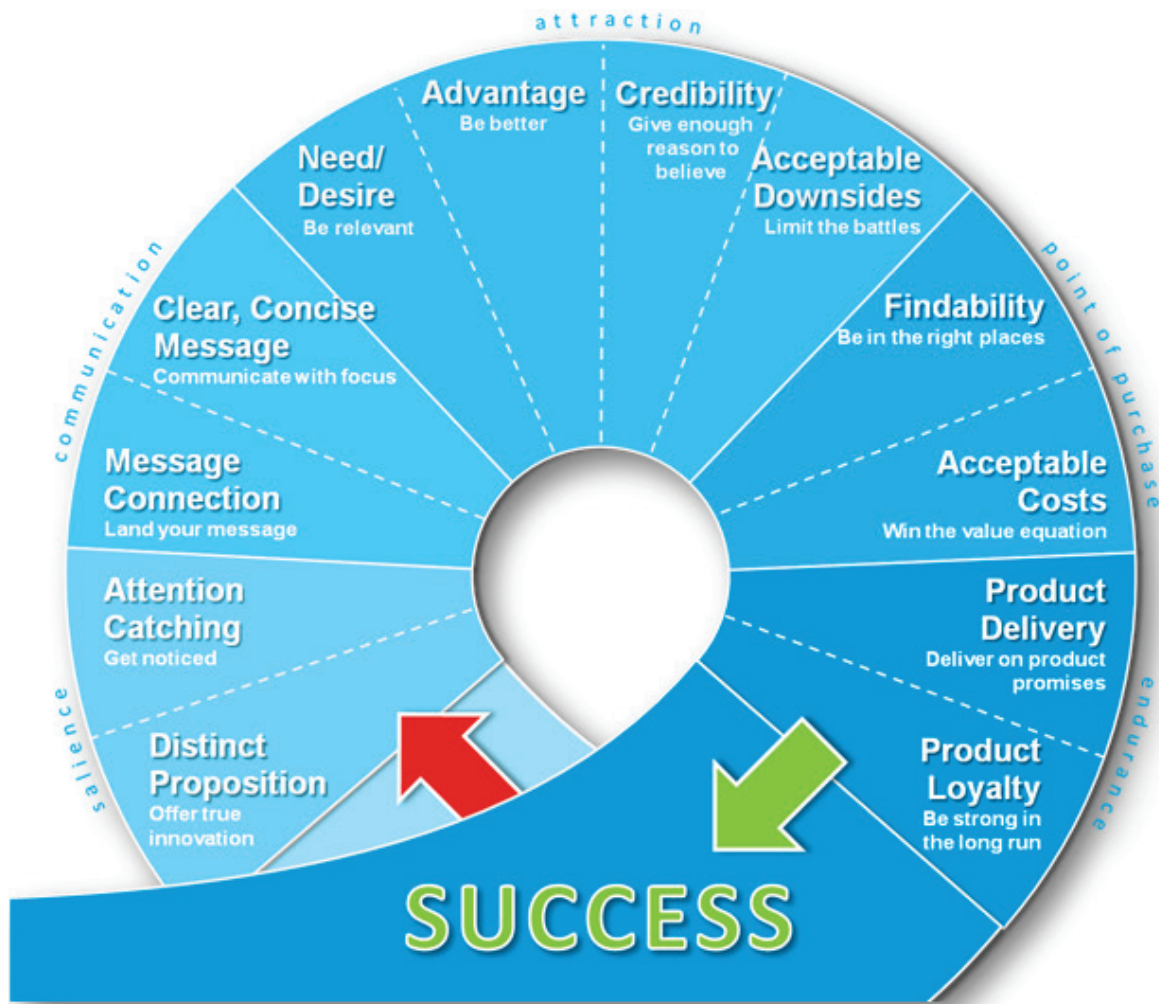 attraction
Advantage
Be better
Credibility
Give enough
reason to
believe
Need/
Desire
Be relevant
Acceptable
Downsides
Limit the battles
communication
Clear, Concise
Message
Communicate with focus
point of purchase
Findability
Be in the right places
Message
Connection
Land your message
Acceptable
Costs
Win the value equation
Attention
Catching
Get noticed
Product
Delivery
Deliver on product
promises
salience
Distinct
Proposition
Offer true
innovation
endurance
Product
Loyalty
Be strong in
the long run
SUCCESS